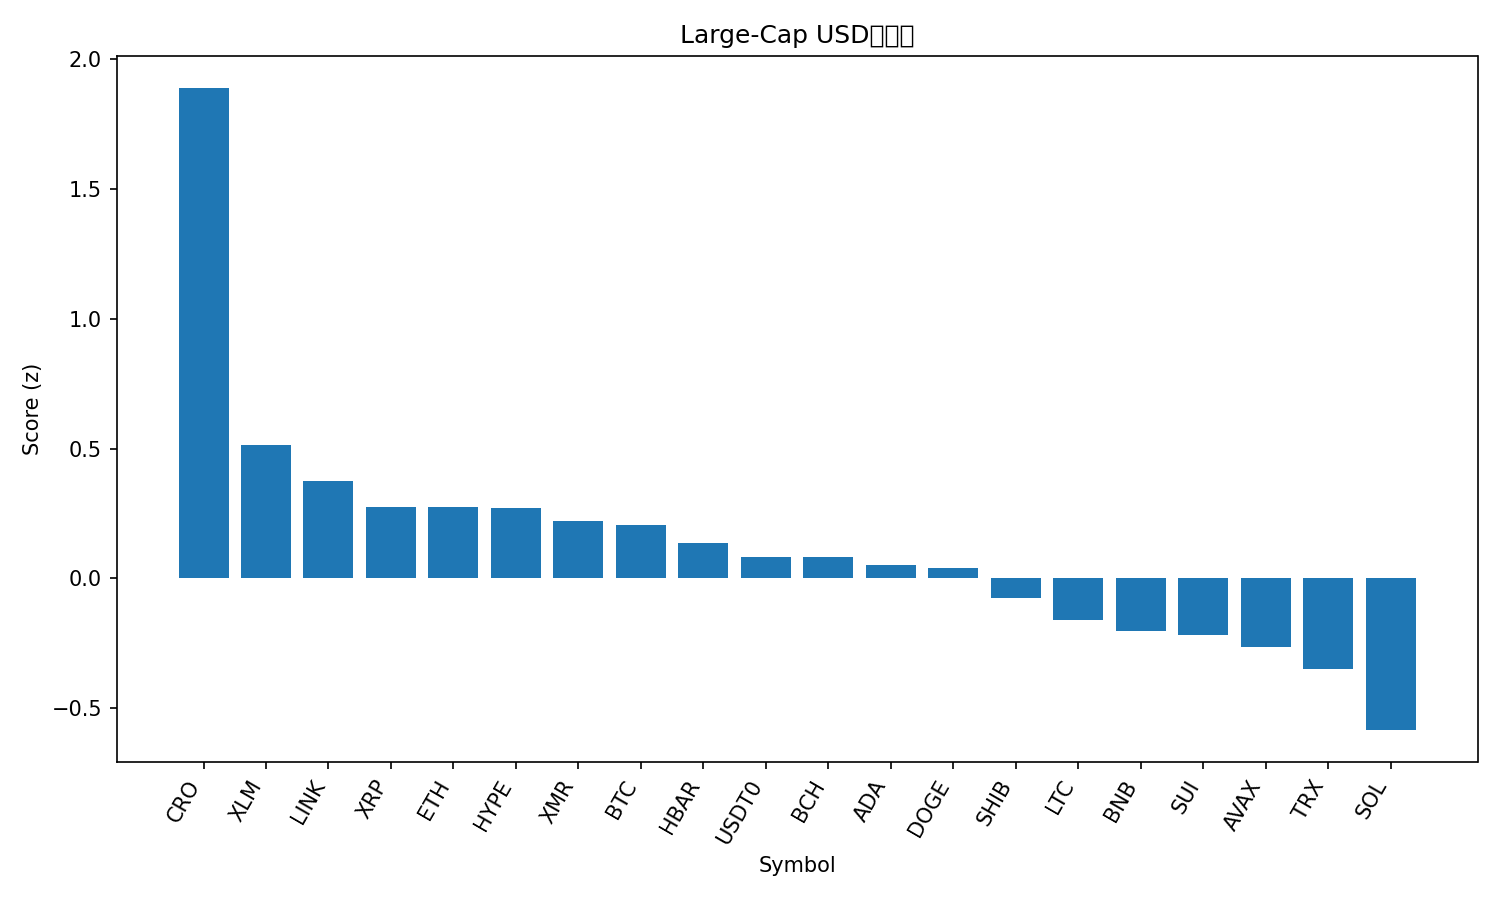 Large-Cap USD
Score (z)
2.0
1.5
1.0
0.5
0.0
−0.5
CRO
XLM
LINK
XRP
ETH
HYPE
XMR
BTC
HBAR
USDT0
BCH
ADA
DOGE
SHIB
LTC
BNB
SUI
AVAX
TRX
SOL
Symbol